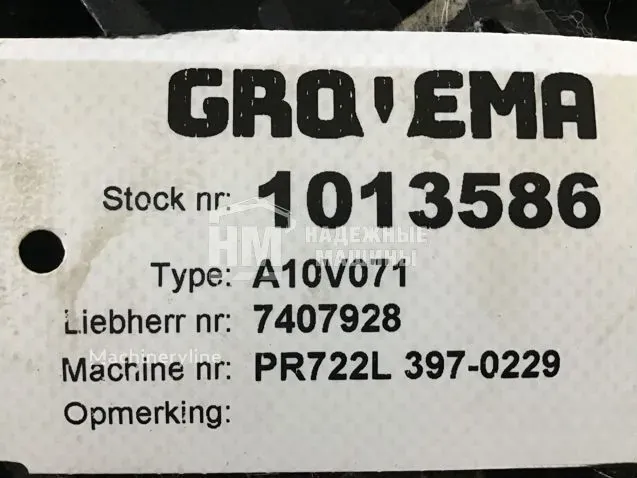 GRO'EMA
Stock nr: 1013586
НМ НАДЕЖНЫЕ
МАШИНЫ
Type: A10V071
Liebherr nr: 7407928
Machineryline
Machine nr: PR722L 397-0229
Opmerking: